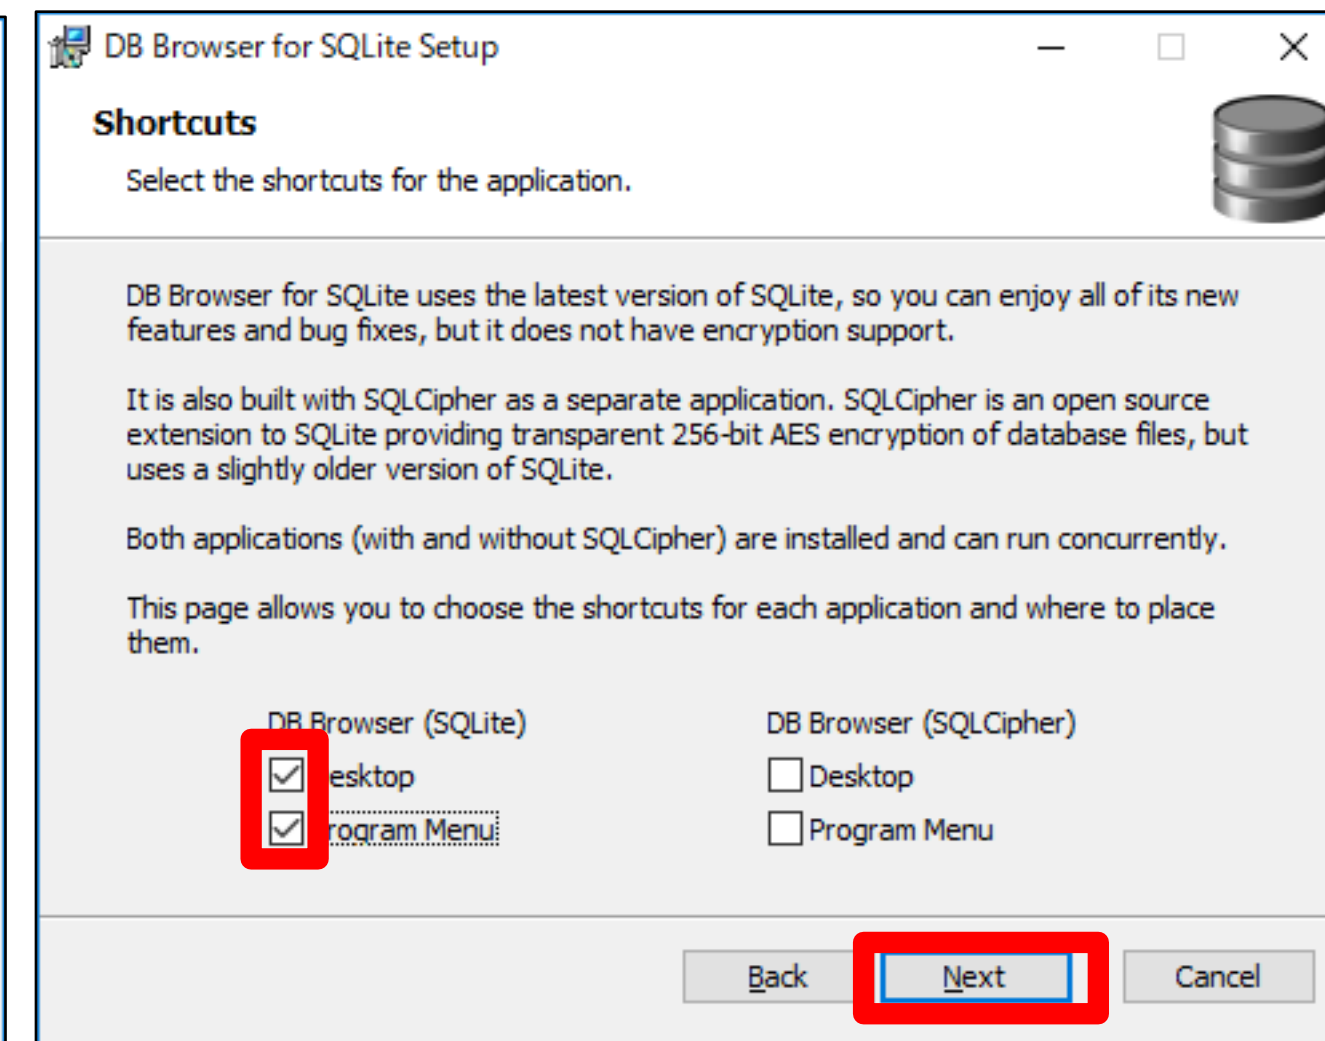 DB Browser for SQLite Setup
Shortcuts
Select the shortcuts for the application.
DB Browser for SQLite uses the latest version of SQLite, so you can enjoy all of its new
features and bug fixes, but it does not have encryption support.
It is also built with SQLCipher as a separate application. SQLCipher is an open source
extension to SQLite providing transparent 256-bit AES encryption of database files, but
uses a slightly older version of SQLite.
Both applications (with and without SQLCipher) are installed and can run concurrently.
This page allows you to choose the shortcuts for each application and where to place
them.
DB Browser (SQLite) DB Browser (SQLCipher)
esktop Desktop
rogram Menu Program Menu
Back Next Cancel